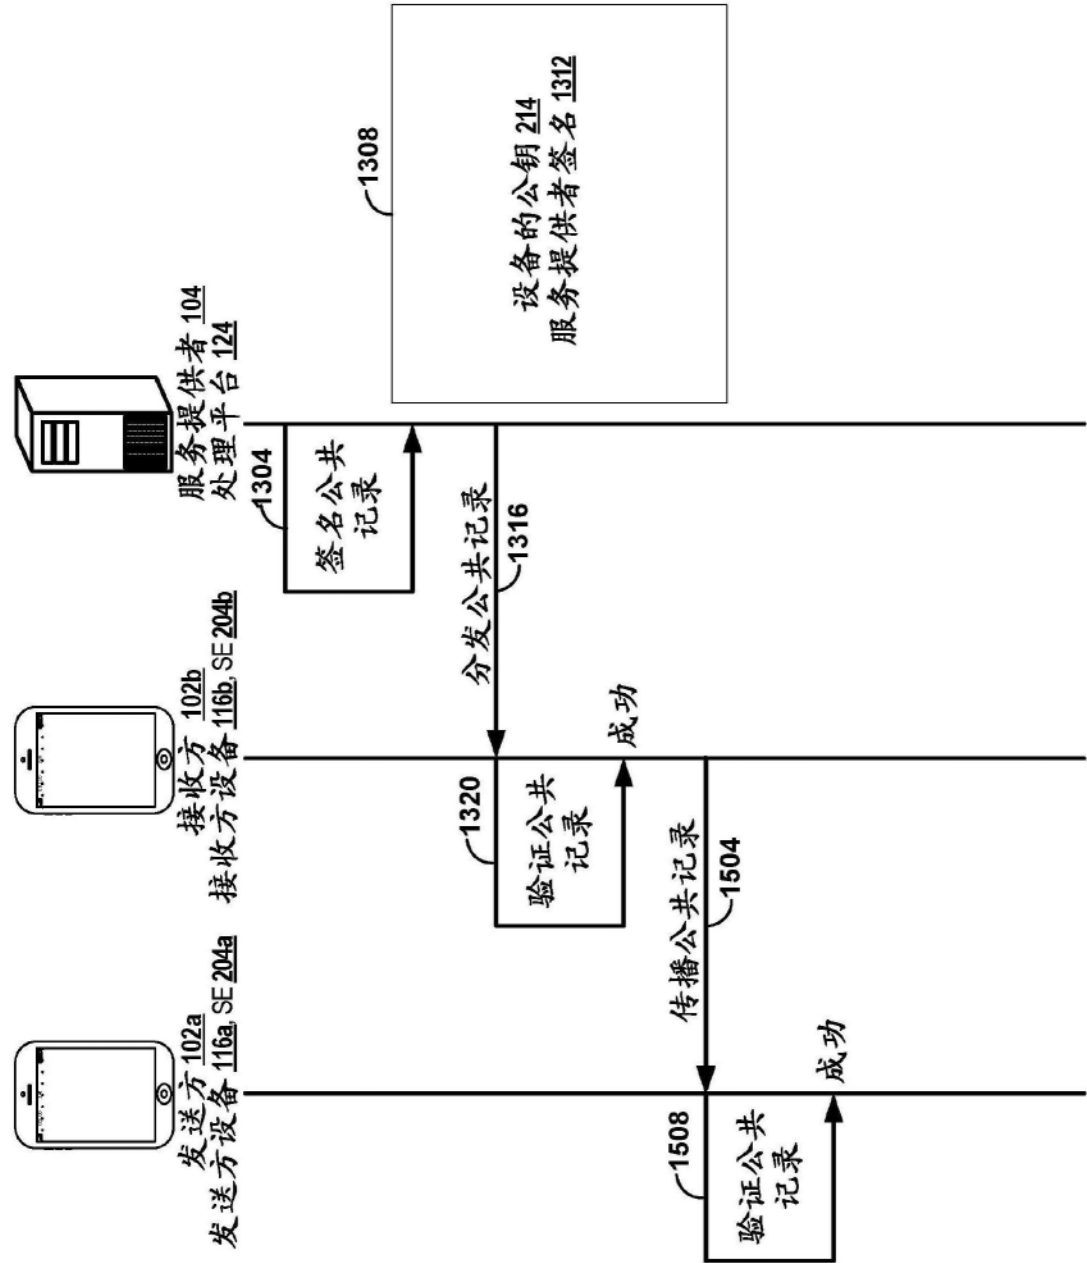 发送方 102a
发送方设备 116a, SE 204a
接收方 102b
接收方设备 116b, SE 204b
服务提供者 104
处理平台 124
1304
签名公共
记录
1308
设备的公钥 214
服务提供者签名 1312
分发公共记录
1316
1320
验证公共
记录
成功
传播公共记录
1504
1508
验证公共
记录
成功